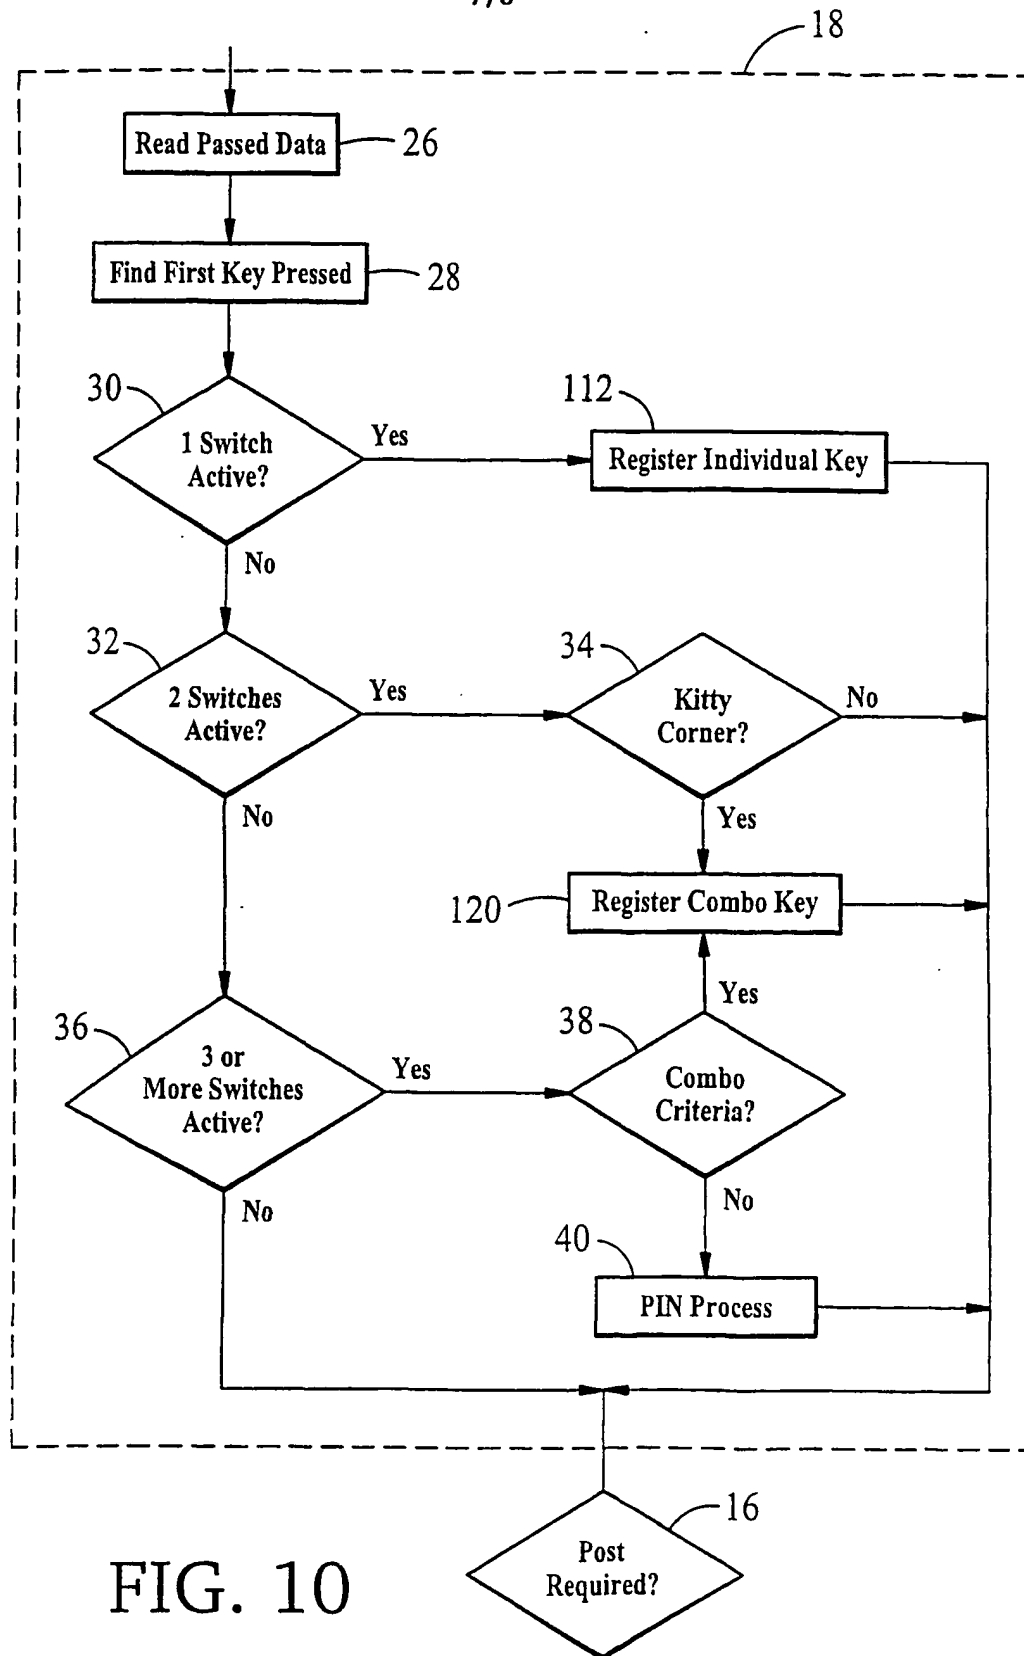 18
Read Passed Data
26
Find First Key Pressed
28
30
1 Switch
Active?
Yes
No
112
Register Individual Key
32
2 Switches
Active?
Yes
No
34
Kitty
Corner?
No
Yes
120
Register Combo Key
36
3 or
More Switches
Active?
Yes
No
38
Yes
Combo
Criteria?
No
40
PIN Process
16
Post
Required?
FIG. 10